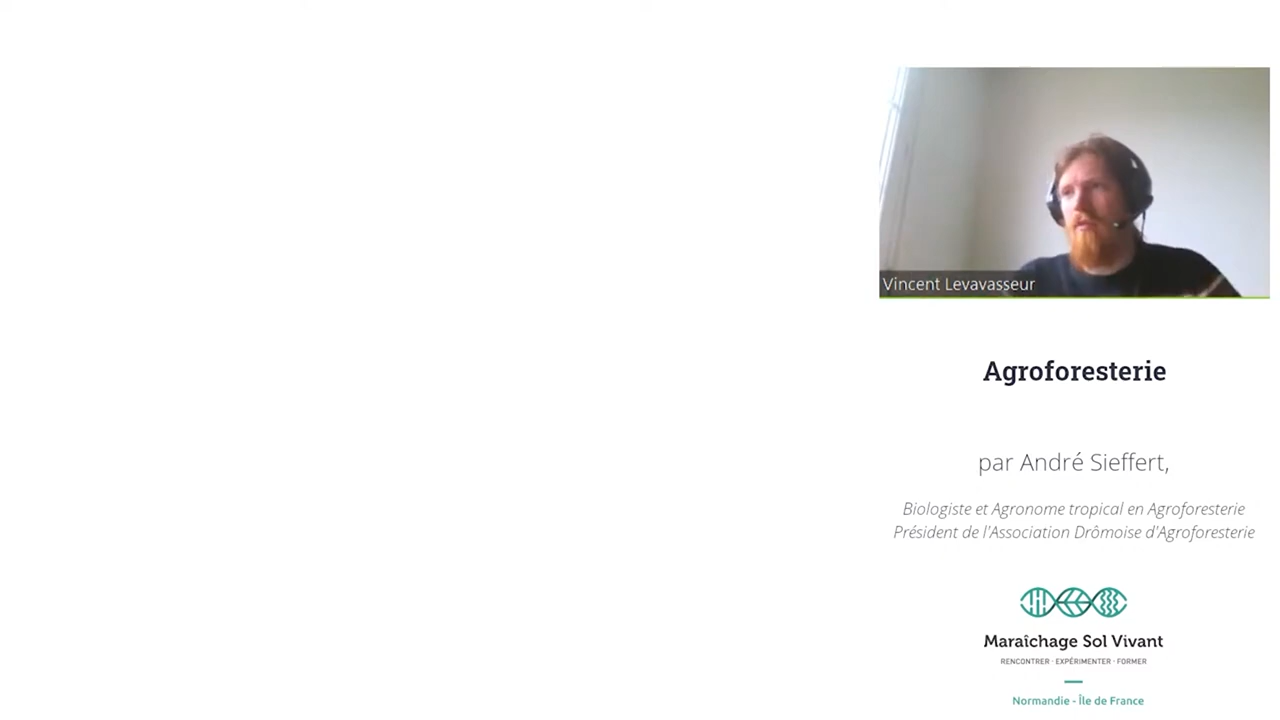 Vincent Levavasseur
Agroforesterie
par André Sieffert,
Biologiste et Agronome tropical en Agroforesterie
Président de l'Association Drômoise d'Agroforesterie
Maraîchage Sol Vivant
RENCONTRER · EXPÉRIMENTER · FORMER
Normandie - Île de France